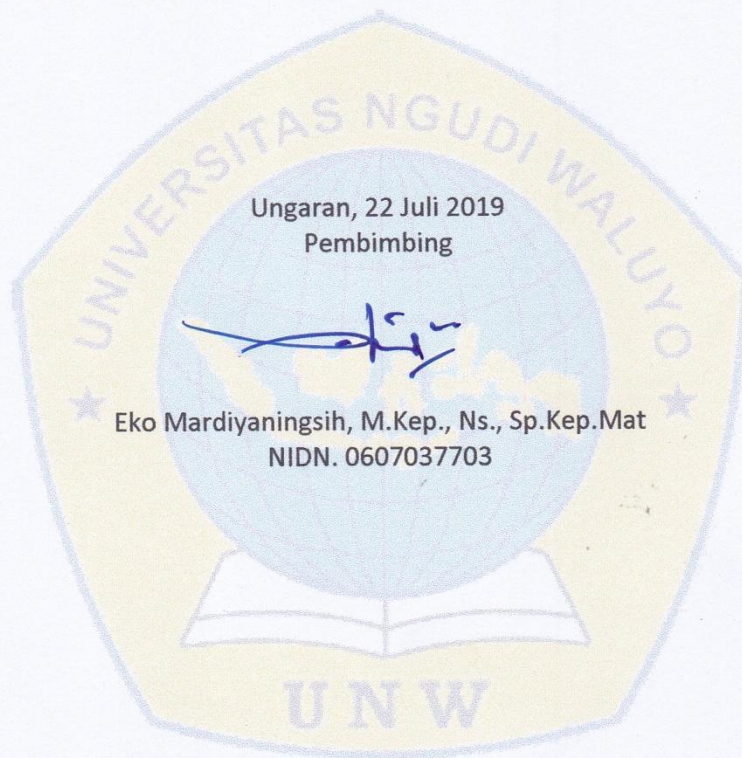 UNIVERSITAS NGUDI WALUYO
Ungaran, 22 Juli 2019
Pembimbing
Eko Mardiyaningsih, M.Kep., Ns., Sp.Kep.Mat
NIDN. 0607037703
UNW